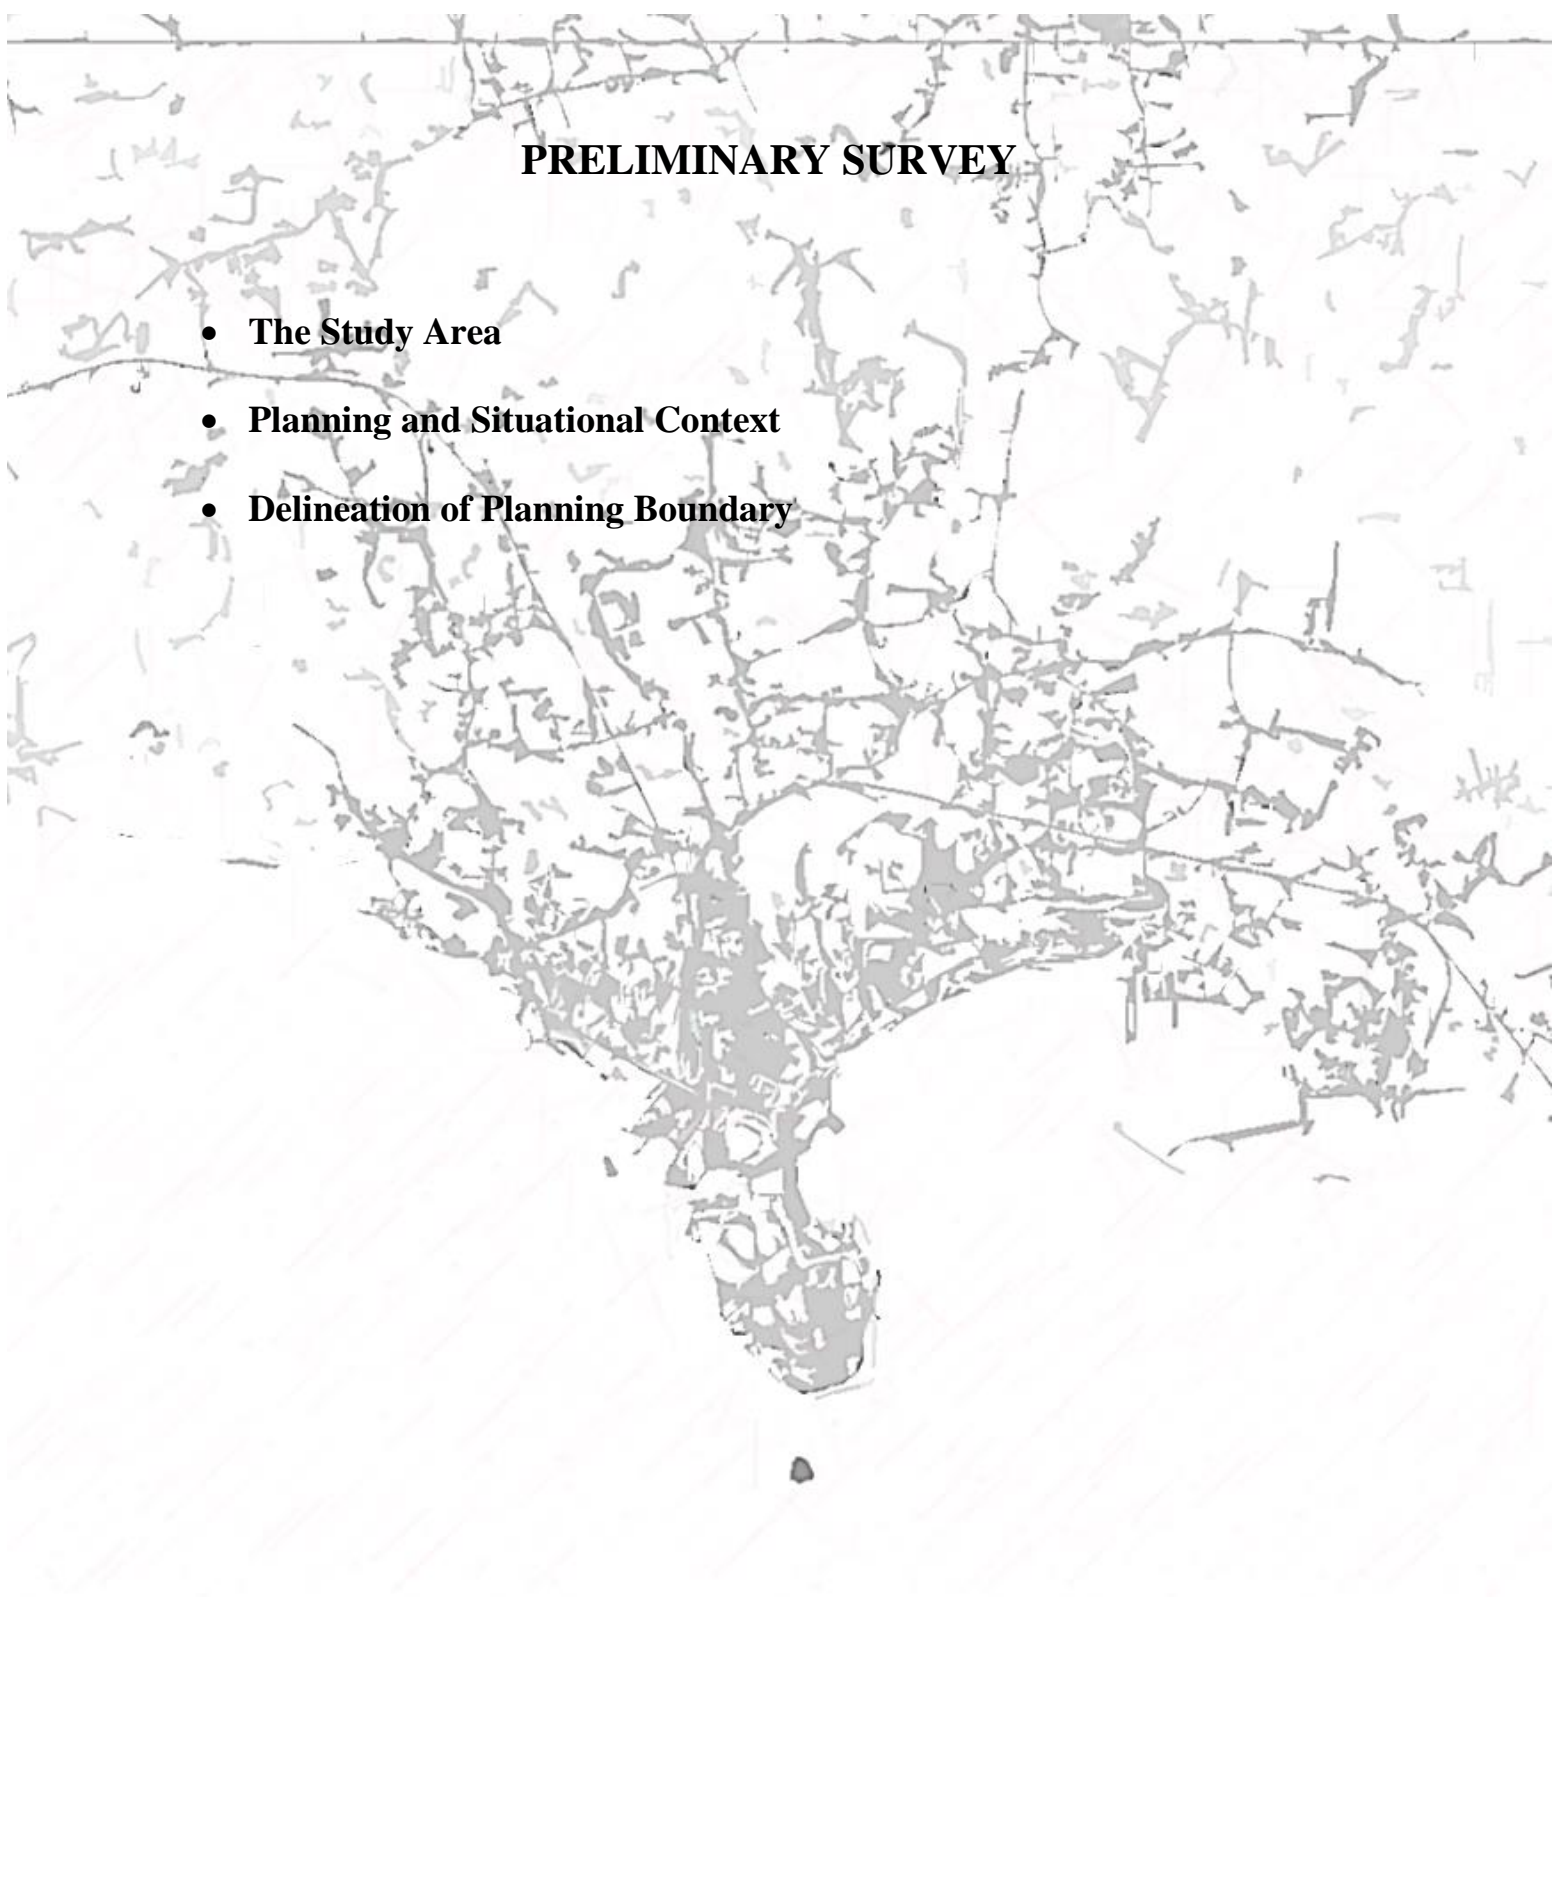 PRELIMINARY SURVEY
• The Study Area
• Planning and Situational Context
• Delineation of Planning Boundary